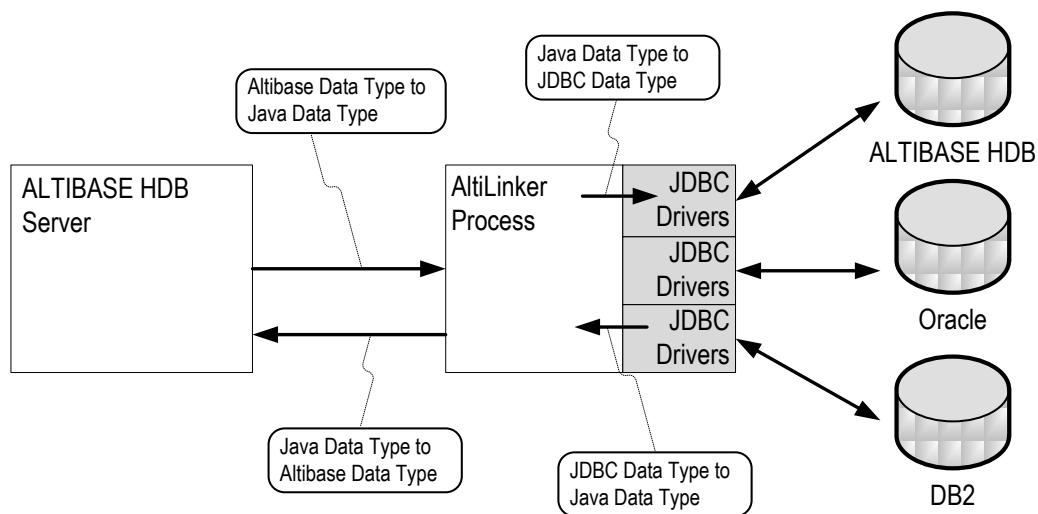 Java Data Type to
JDBC Data Type
Altibase Data Type to
Java Data Type
ALTIBASE HDB
ALTIBASE HDB
Server
AltiLinker
Process
JDBC
Drivers
JDBC
Drivers
JDBC
Drivers
Oracle
Java Data Type to
Altibase Data Type
JDBC Data Type to
Java Data Type
DB2